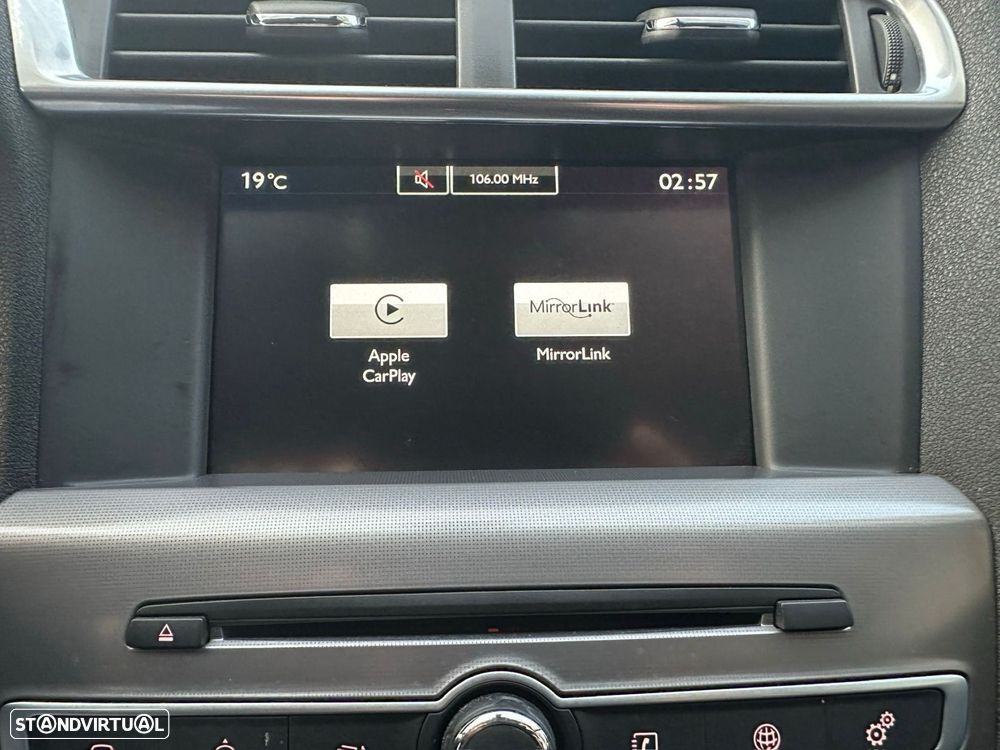 19°C
106.00 MHz
02:57
MirrorLink
Apple
CarPlay
MirrorLink
STANDVIRTUAL